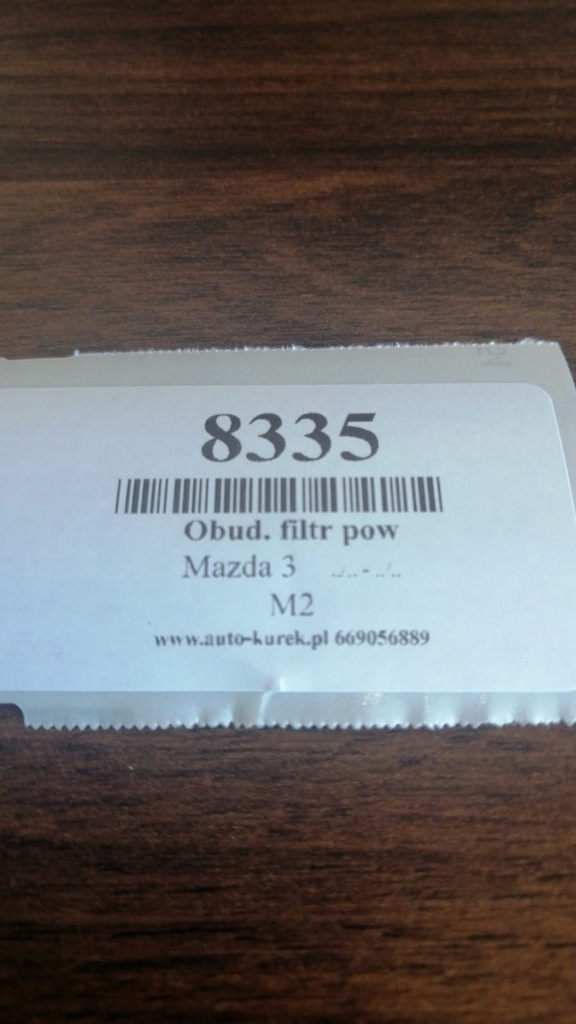 8335
Obud. filtr pow
Mazda 3 ../..-../..
M2
www.auto-kurek.pl 669056889